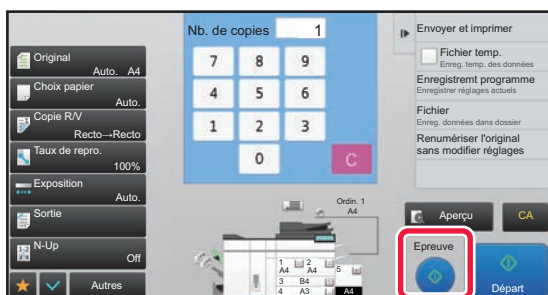 Original
Auto. A4
Choix papier
Auto.
Copie R/V
Recto→Recto
Taux de repro.
100%
Exposition
Auto.
Sortie
N-Up
Off
Autres
Nb. de copies 1
7 8 9
4 5 6
1 2 3
0 C
Ordin. 1
A4
1 A4
2 A4
3 B4
4 A3
5
A4
Envoyer et imprimer
Fichier temp.
Enreg. temp. des données
Enregistremt programme
Enregistrer réglages actuels
Fichier
Enreg. données dans dossier
Renumériser l'original
sans modifier réglages
Aperçu
CA
Epreuve
Départ